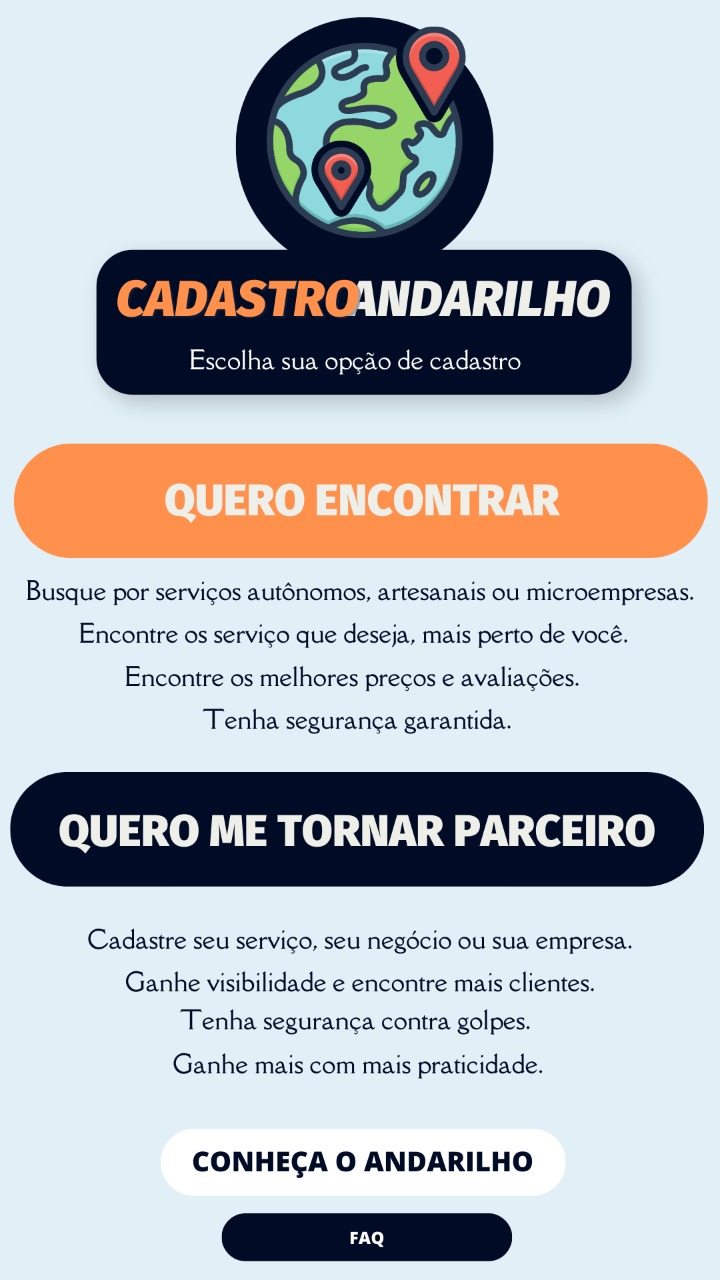 CADASTROANDARILHO
Escolha sua opção de cadastro
QUERO ENCONTRAR
Busque por serviços autônomos, artesanais ou microempresas.
Encontre os serviço que deseja, mais perto de você.
Encontre os melhores preços e avaliações.
Tenha segurança garantida.
QUERO ME TORNAR PARCEIRO
Cadastre seu serviço, seu negócio ou sua empresa.
Ganhe visibilidade e encontre mais clientes.
Tenha segurança contra golpes.
Ganhe mais com mais praticidade.
CONHEÇA O ANDARILHO
FAQ